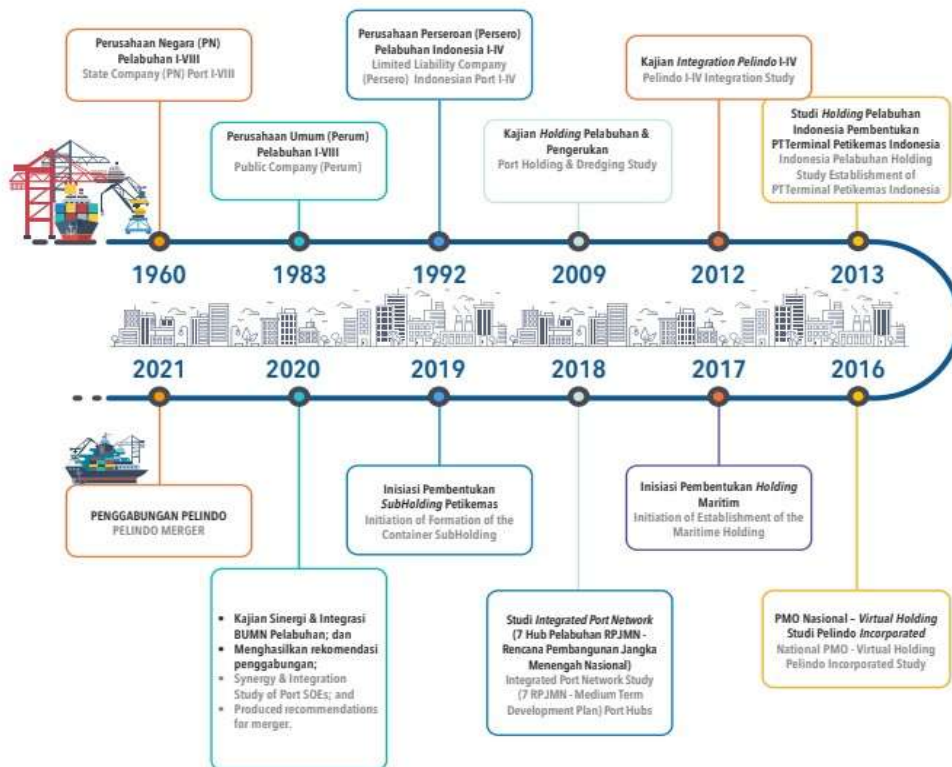 Perusahaan Negara (PN)
Pelabuhan I-VIII
State Company (PN) Port I-VIII
Perusahaan Umum (Perum)
Pelabuhan I-VIII
Public Company (Perum)
Perusahaan Perseroan (Persero)
Pelabuhan Indonesia I-IV
Limited Liability Company
(Persero) Indonesian Port I-IV
Kajian Holding Pelabuhan &
Pengerukan
Port Holding & Dredging Study
Kajian Integration Pelindo I-IV
Pelindo I-IV Integration Study
Studi Holding Pelabuhan
Indonesia Pembentukan
PTTerminal Petikemas Indonesia
Indonesia Pelabuhan Holding
Study Establishment of
PTTerminal Petikemas Indonesia
1960
1983
1992
2009
2012
2013
2021
2020
2019
2018
2017
2016
PENGGABUNGAN PELINDO
PELINDO MERGER
• Kajian Sinergi & Integrasi
BUMN Pelabuhan; dan
• Menghasilkan rekomendasi
penggabungan;
• Synergy & Integration
Study of Port SOEs; and
• Produced recommendations
for merger.
Inisiasi Pembentukan
SubHolding Petikemas
Initiation of Formation of the
Container SubHolding
Studi Integrated Port Network
(7 Hub Pelabuhan RPJMN -
Rencana Pembangunan Jangka
Menengah Nasional)
Integrated Port Network Study
(7 RPJMN - Medium Term
Development Plan) Port Hubs
Inisiasi Pembentukan Holding
Maritim
Initiation of Establishment of the
Maritime Holding
PMO Nasional – Virtual Holding
Studi Pelindo Incorporated
National PMO - Virtual Holding
Pelindo Incorporated Study